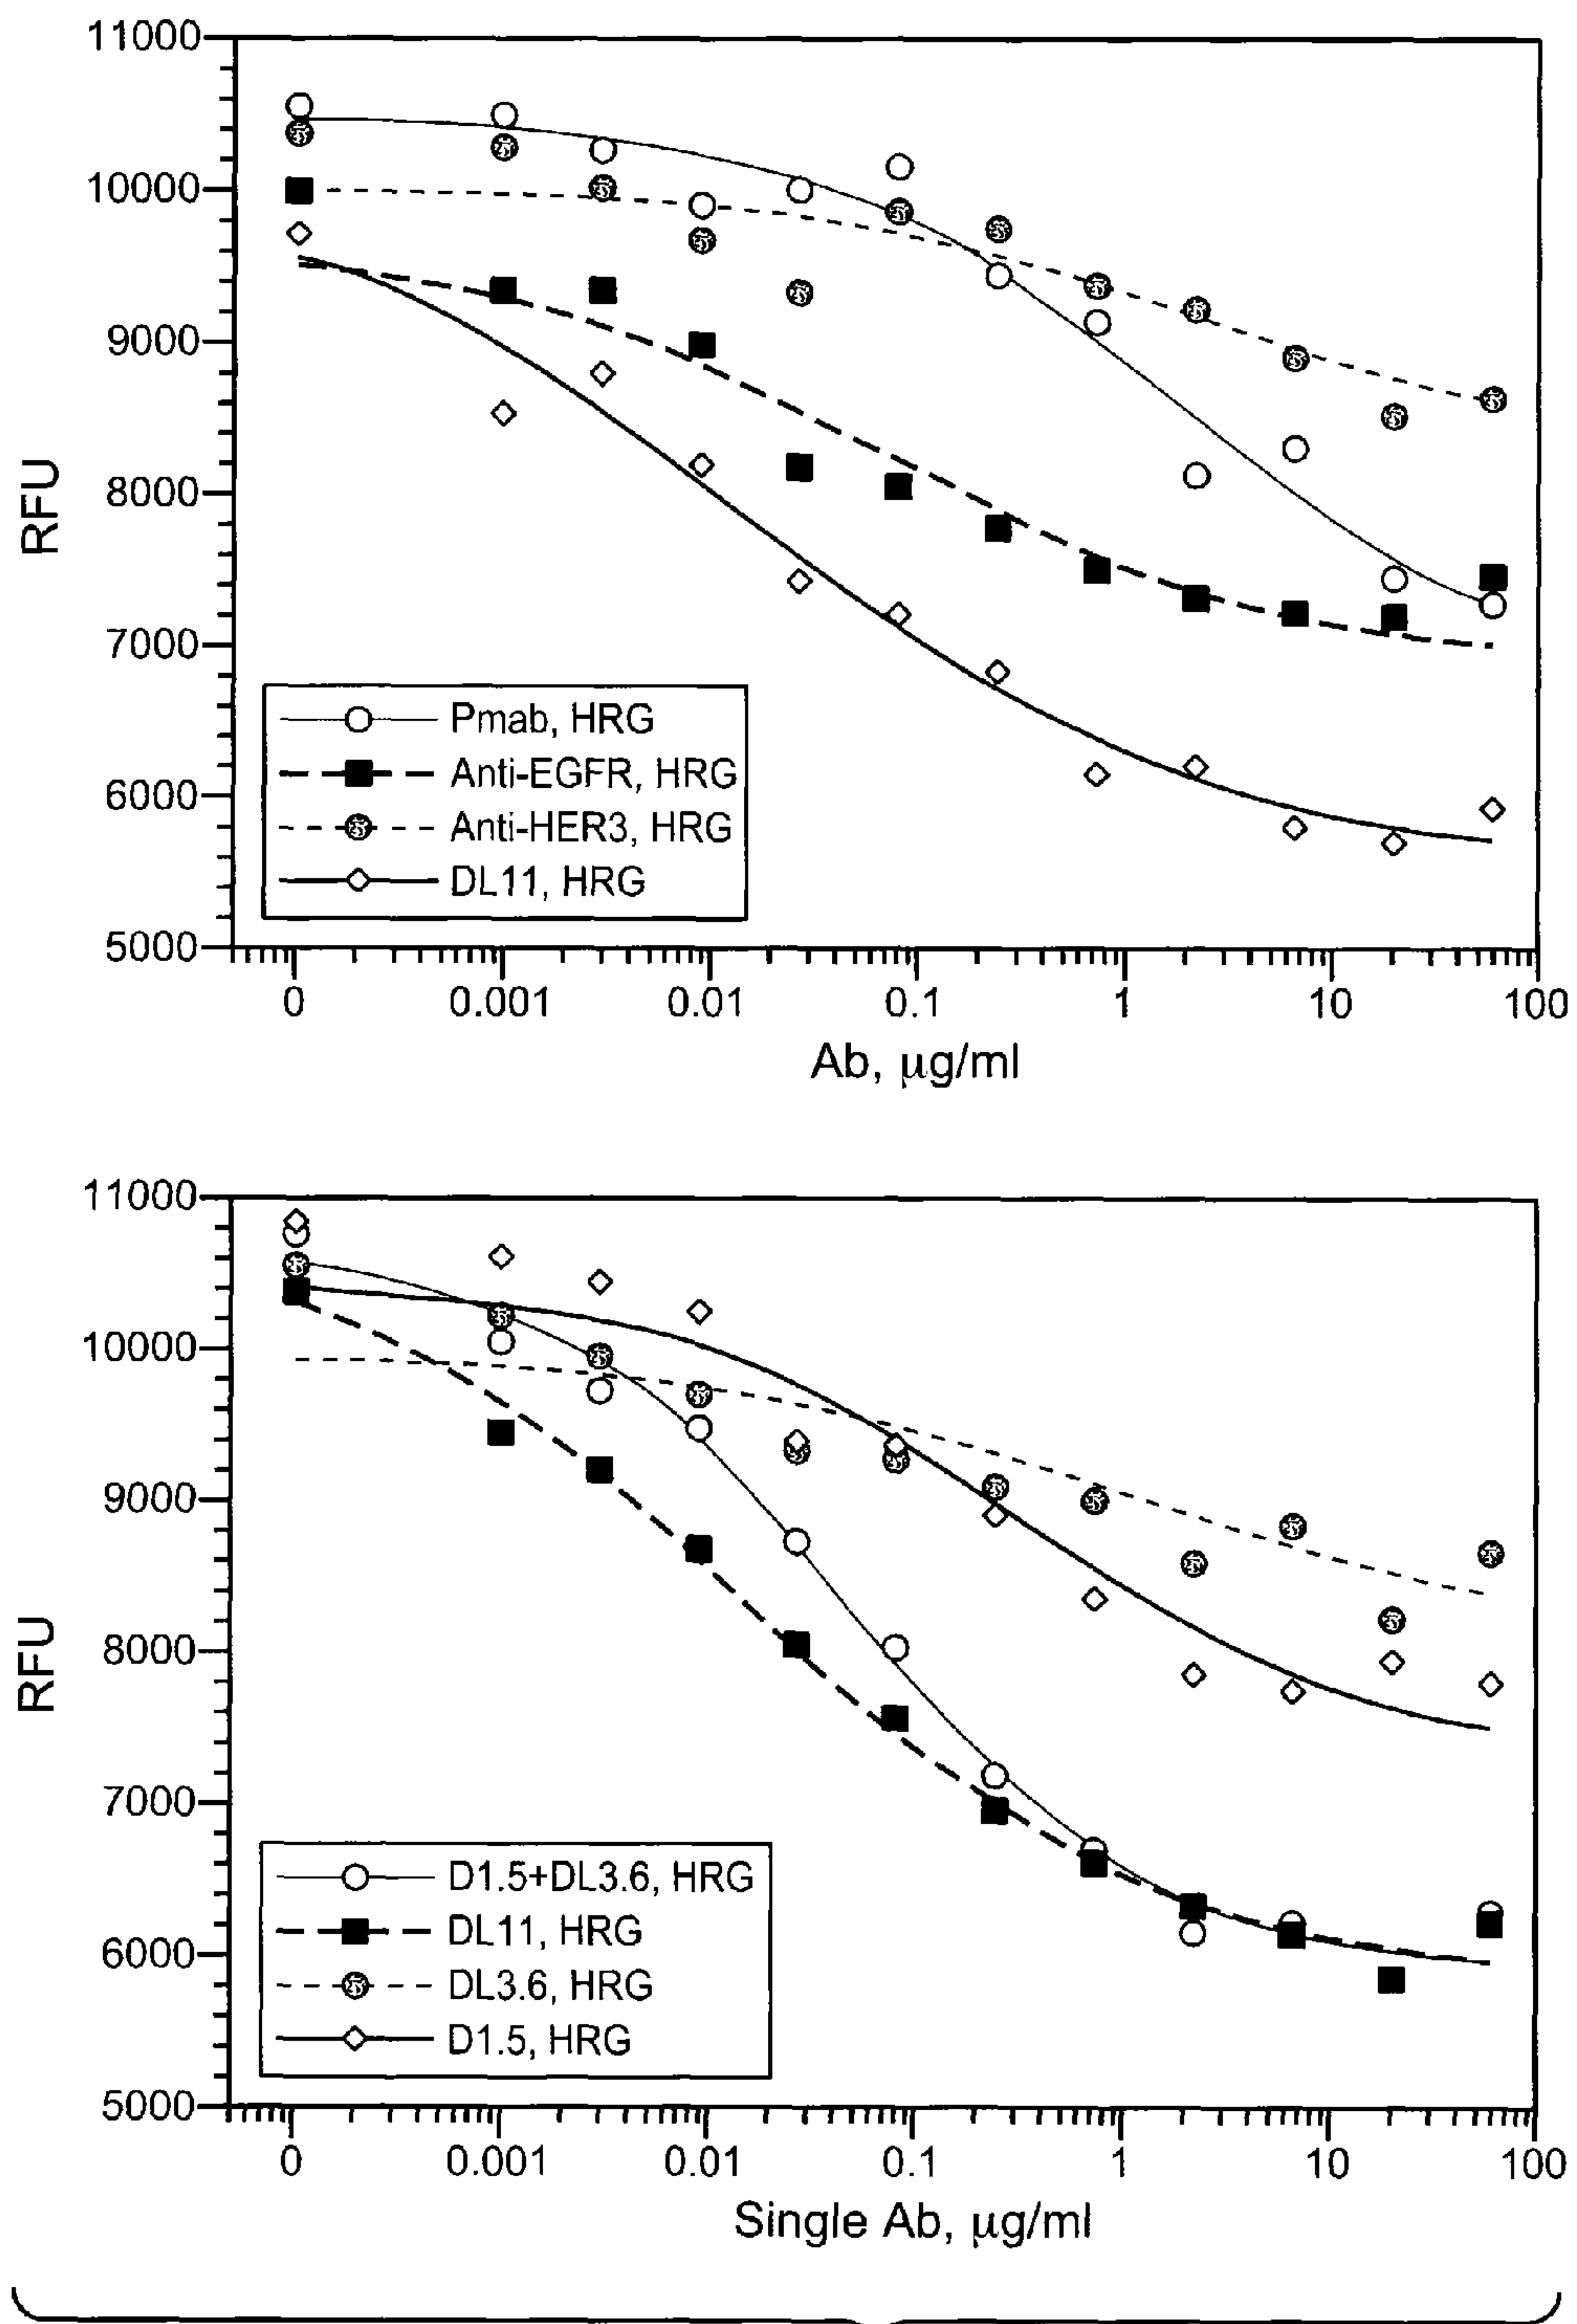 11000
10000
9000
8000
7000
6000
5000
RFU
Pmab, HRG
Anti-EGFR, HRG
Anti-HER3, HRG
DL11, HRG
0 0.001 0.01 0.1 1 10 100
Ab, μg/ml
11000
10000
9000
8000
7000
6000
5000
RFU
D1.5+DL3.6, HRG
DL11, HRG
DL3.6, HRG
D1.5, HRG
0 0.001 0.01 0.1 1 10 100
Single Ab, μg/ml